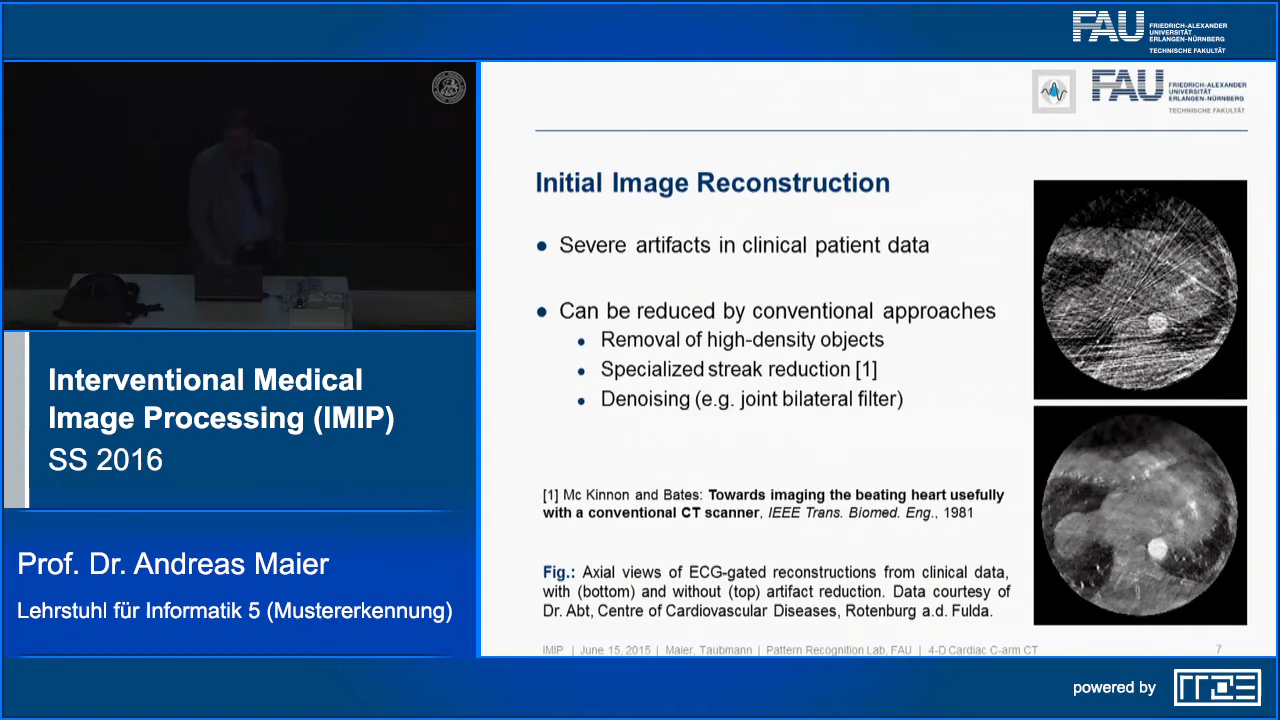 FAU FRIEDRICH-ALEXANDER
UNIVERSITÄT
ERLANGEN-NÜRNBERG
TECHNISCHE FAKULTÄT
FAU FRIEDRICH-ALEXANDER
UNIVERSITÄT
ERLANGEN-NÜRNBERG
TECHNISCHE FAKULTÄT
Initial Image Reconstruction
• Severe artifacts in clinical patient data
• Can be reduced by conventional approaches
• Removal of high-density objects
• Specialized streak reduction [1]
• Denoising (e.g. joint bilateral filter)
[1] Mc Kinnon and Bates: Towards imaging the beating heart usefully
with a conventional CT scanner, IEEE Trans. Biomed. Eng., 1981
Fig.: Axial views of ECG-gated reconstructions from clinical data,
with (bottom) and without (top) artifact reduction. Data courtesy of
Dr. Abt, Centre of Cardiovascular Diseases, Rotenburg a.d. Fulda.
IMIP | June 15, 2015 | Maier, Taubmann | Pattern Recognition Lab, FAU | 4-D Cardiac C-arm CT 7
Interventional Medical
Image Processing (IMIP)
SS 2016
Prof. Dr. Andreas Maier
Lehrstuhl für Informatik 5 (Mustererkennung)
powered by RRZE